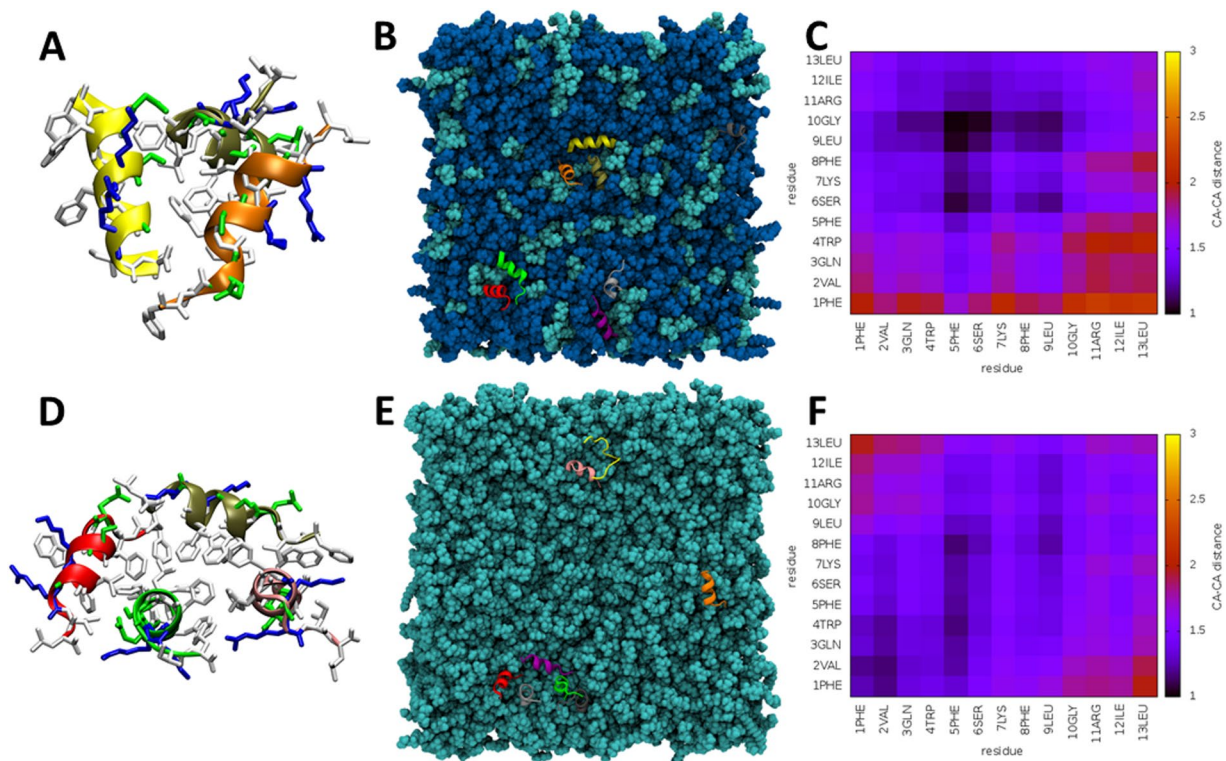 A
B
C
13LEU
12ILE
11ARG
10GLY
9LEU
8PHE
7LYS
6SER
5PHE
4TRP
3GLN
2VAL
1PHE
residue
1PHE
2VAL
3GLN
4TRP
5PHE
6SER
7LYS
8PHE
9LEU
10GLY
11ARG
12ILE
13LEU
residue
3
2.5
2
1.5
1
CA-CA distance
D
E
F
13LEU
12ILE
11ARG
10GLY
9LEU
8PHE
7LYS
6SER
5PHE
4TRP
3GLN
2VAL
1PHE
residue
1PHE
2VAL
3GLN
4TRP
5PHE
6SER
7LYS
8PHE
9LEU
10GLY
11ARG
12ILE
13LEU
residue
3
2.5
2
1.5
1
CA-CA distance